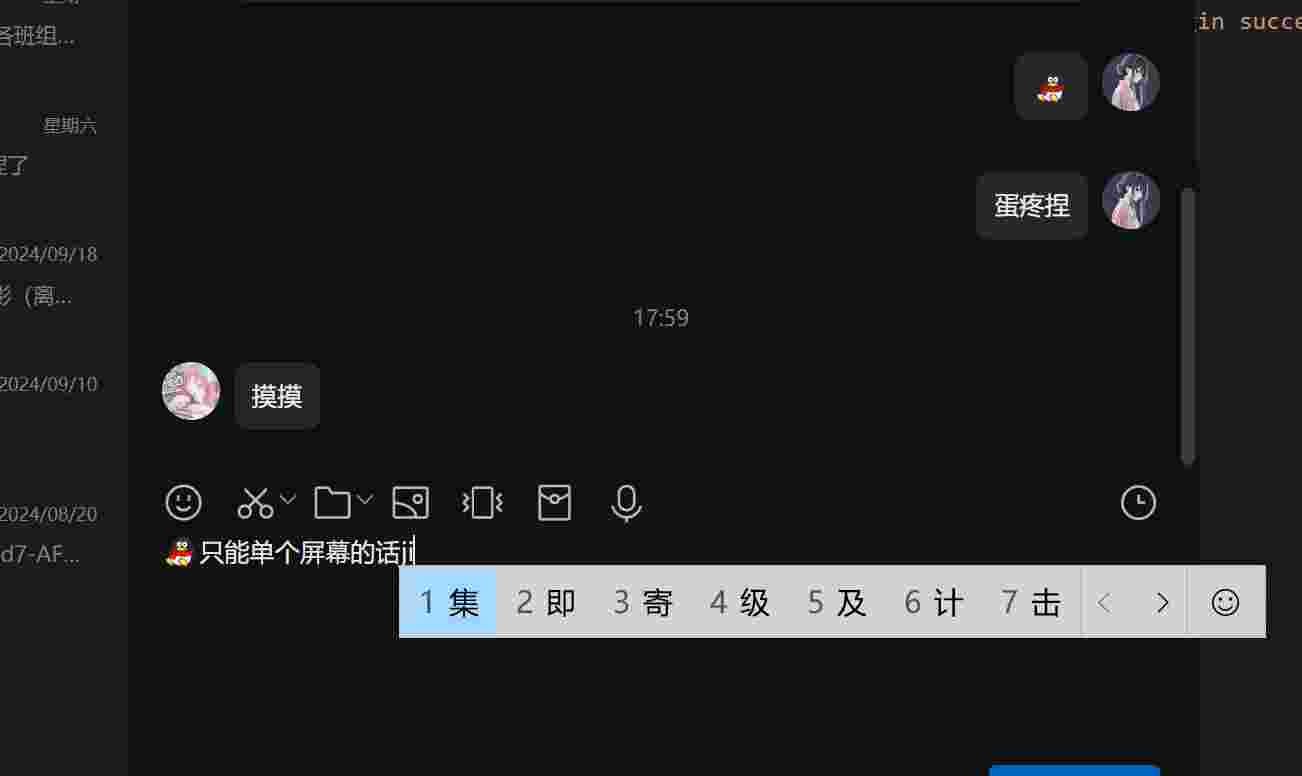 各班组...
in succe
星期六
捏了
蛋疼捏
2024/09/18
影（离...
17:59
2024/09/10
摸摸
2024/08/20
d7-AF...
只能单个屏幕的话ji
1 集 2 即 3 寄 4 级 5 及 6 计 7 击